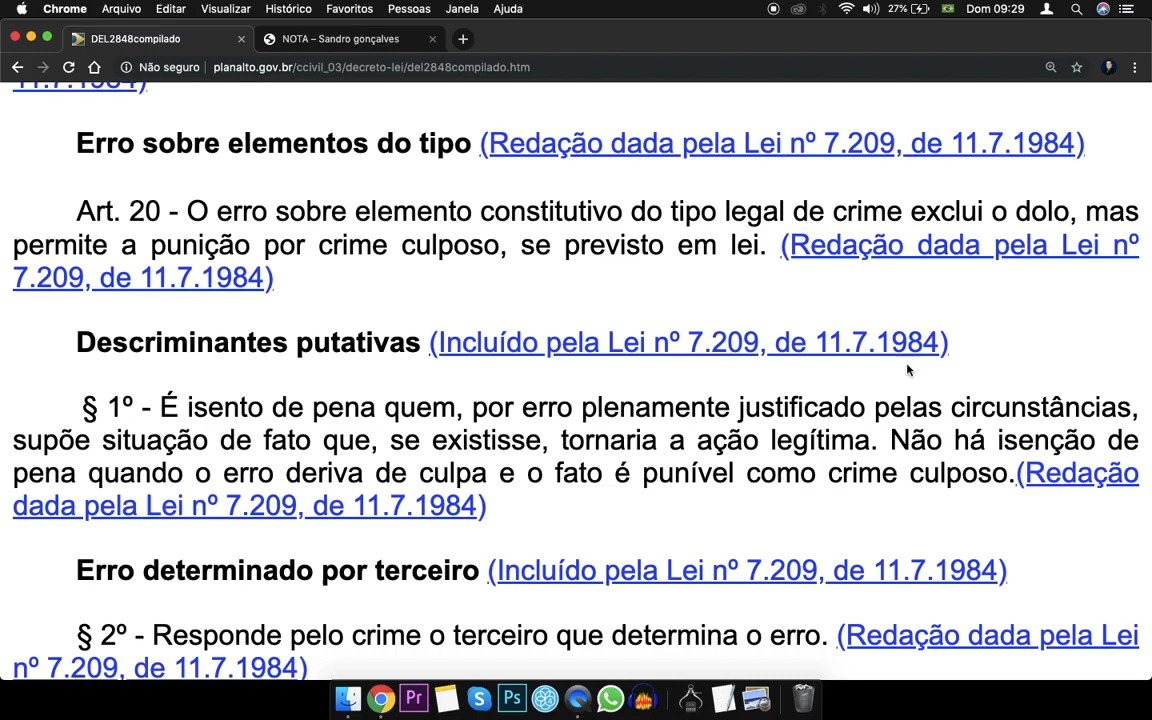 Chrome Arquivo Editar Visualizar Histórico Favoritos Pessoas Janela Ajuda 27% Dom 09:29
DEL2848compilado × NOTA – Sandro gonçalves × +
Não seguro | planalto.gov.br/ccivil_03/decreto-lei/del2848compilado.htm
11.7.1984)
Erro sobre elementos do tipo (Redação dada pela Lei nº 7.209, de 11.7.1984)
Art. 20 - O erro sobre elemento constitutivo do tipo legal de crime exclui o dolo, mas
permite a punição por crime culposo, se previsto em lei. (Redação dada pela Lei nº
7.209, de 11.7.1984)
Descriminantes putativas (Incluído pela Lei nº 7.209, de 11.7.1984)
§ 1º - É isento de pena quem, por erro plenamente justificado pelas circunstâncias,
supõe situação de fato que, se existisse, tornaria a ação legítima. Não há isenção de
pena quando o erro deriva de culpa e o fato é punível como crime culposo.(Redação
dada pela Lei nº 7.209, de 11.7.1984)
Erro determinado por terceiro (Incluído pela Lei nº 7.209, de 11.7.1984)
§ 2º - Responde pelo crime o terceiro que determina o erro. (Redação dada pela Lei
nº 7.209, de 11.7.1984)
Pr
Ps